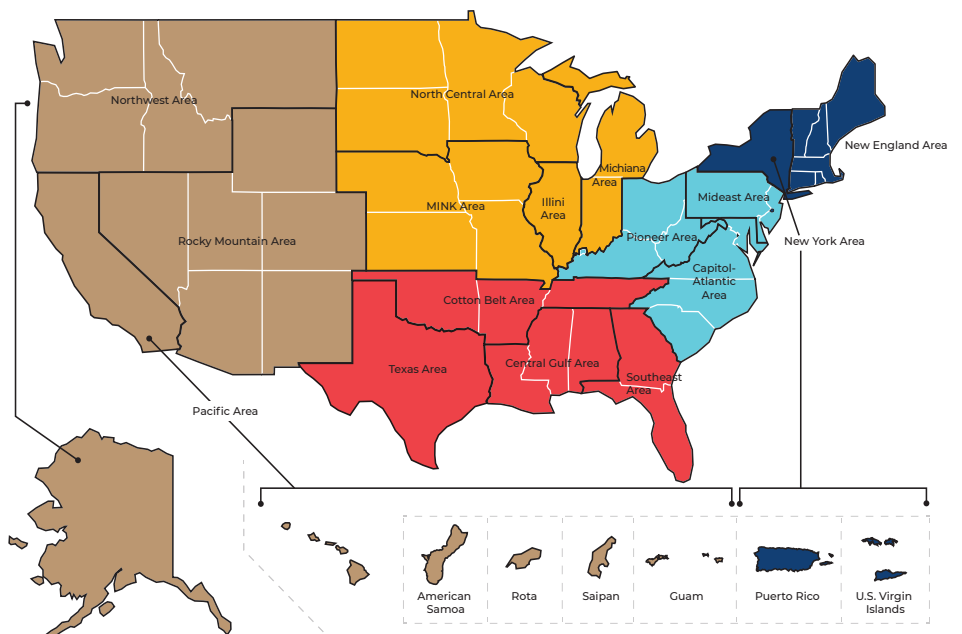 Northwest Area
North Central Area
New England Area
Michiana
Area
Mideast Area
MINK Area
Illini
Area
Pioneer Area
Rocky Mountain Area
New York Area
Capitol-
Atlantic
Area
Cotton Belt Area
Texas Area
Central Gulf Area
Southeast
Area
Pacific Area
American
Samoa
Rota
Saipan
Guam
Puerto Rico
U.S. Virgin
Islands